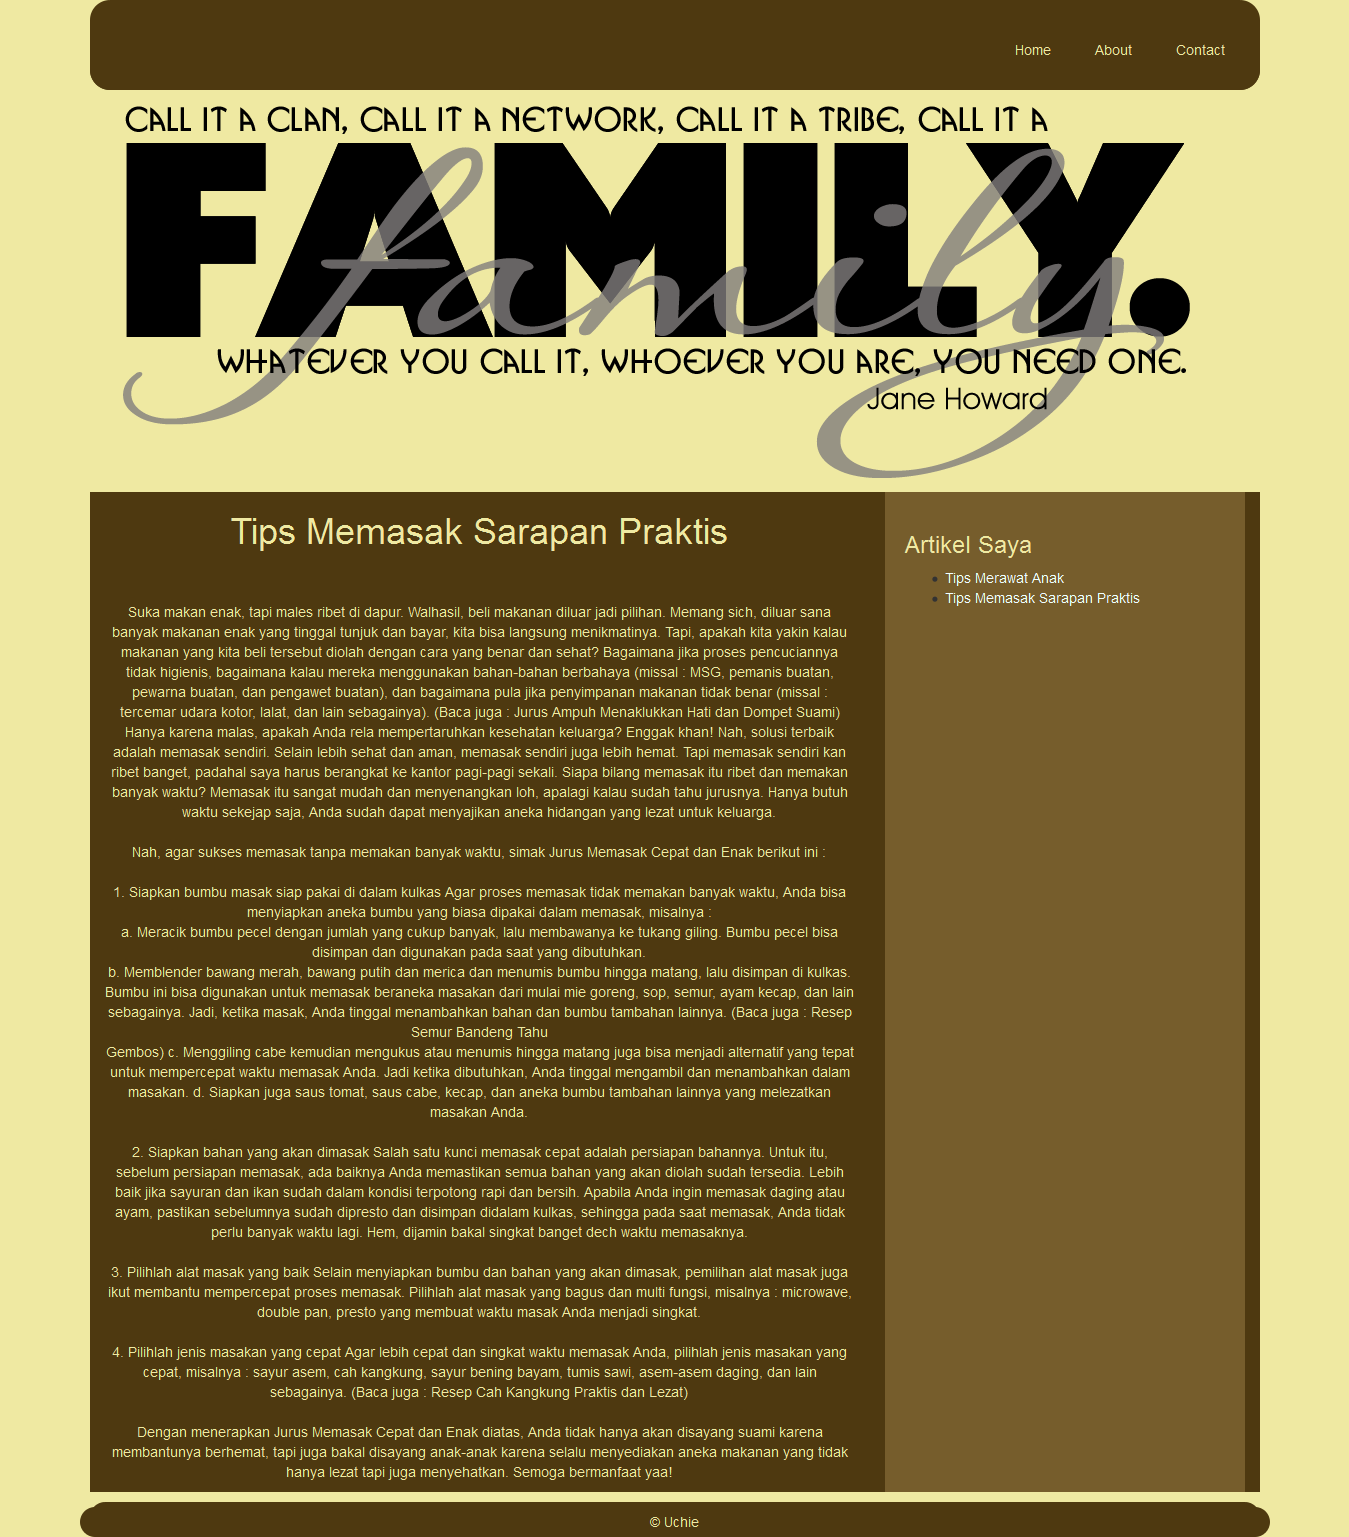 Home About Contact
CALL IT A CLAN, CALL IT A NETWORK, CALL IT A TRIBE, CALL IT A
FAMILY.
family
WHATEVER YOU CALL IT, WHOEVER YOU ARE, YOU NEED ONE.
Jane Howard
Tips Memasak Sarapan Praktis
Suka makan enak, tapi males ribet di dapur. Walhasil, beli makanan diluar jadi pilihan. Memang sich, diluar sana
banyak makanan enak yang tinggal tunjuk dan bayar, kita bisa langsung menikmatinya. Tapi, apakah kita yakin kalau
makanan yang kita beli tersebut diolah dengan cara yang benar dan sehat? Bagaimana jika proses pencuciannya
tidak higienis, bagaimana kalau mereka menggunakan bahan-bahan berbahaya (missal : MSG, pemanis buatan,
pewarna buatan, dan pengawet buatan), dan bagaimana pula jika penyimpanan makanan tidak benar (missal :
tercemar udara kotor, lalat, dan lain sebagainya). (Baca juga : Jurus Ampuh Menaklukkan Hati dan Dompet Suami)
Hanya karena malas, apakah Anda rela mempertaruhkan kesehatan keluarga? Enggak khan! Nah, solusi terbaik
adalah memasak sendiri. Selain lebih sehat dan aman, memasak sendiri juga lebih hemat. Tapi memasak sendiri kan
ribet banget, padahal saya harus berangkat ke kantor pagi-pagi sekali. Siapa bilang memasak itu ribet dan memakan
banyak waktu? Memasak itu sangat mudah dan menyenangkan loh, apalagi kalau sudah tahu jurusnya. Hanya butuh
waktu sekejap saja, Anda sudah dapat menyajikan aneka hidangan yang lezat untuk keluarga.
Nah, agar sukses memasak tanpa memakan banyak waktu, simak Jurus Memasak Cepat dan Enak berikut ini :
1. Siapkan bumbu masak siap pakai di dalam kulkas Agar proses memasak tidak memakan banyak waktu, Anda bisa
menyiapkan aneka bumbu yang biasa dipakai dalam memasak, misalnya :
a. Meracik bumbu pecel dengan jumlah yang cukup banyak, lalu membawanya ke tukang giling. Bumbu pecel bisa
disimpan dan digunakan pada saat yang dibutuhkan.
b. Memblender bawang merah, bawang putih dan merica dan menumis bumbu hingga matang, lalu disimpan di kulkas.
Bumbu ini bisa digunakan untuk memasak beraneka masakan dari mulai mie goreng, sop, semur, ayam kecap, dan lain
sebagainya. Jadi, ketika masak, Anda tinggal menambahkan bahan dan bumbu tambahan lainnya. (Baca juga : Resep
Semur Bandeng Tahu
Gembos) c. Menggiling cabe kemudian mengukus atau menumis hingga matang juga bisa menjadi alternatif yang tepat
untuk mempercepat waktu memasak Anda. Jadi ketika dibutuhkan, Anda tinggal mengambil dan menambahkan dalam
masakan. d. Siapkan juga saus tomat, saus cabe, kecap, dan aneka bumbu tambahan lainnya yang melezatkan
masakan Anda.
2. Siapkan bahan yang akan dimasak Salah satu kunci memasak cepat adalah persiapan bahannya. Untuk itu,
sebelum persiapan memasak, ada baiknya Anda memastikan semua bahan yang akan diolah sudah tersedia. Lebih
baik jika sayuran dan ikan sudah dalam kondisi terpotong rapi dan bersih. Apabila Anda ingin memasak daging atau
ayam, pastikan sebelumnya sudah dipresto dan disimpan didalam kulkas, sehingga pada saat memasak, Anda tidak
perlu banyak waktu lagi. Hem, dijamin bakal singkat banget dech waktu memasaknya.
3. Pilihlah alat masak yang baik Selain menyiapkan bumbu dan bahan yang akan dimasak, pemilihan alat masak juga
ikut membantu mempercepat proses memasak. Pilihlah alat masak yang bagus dan multi fungsi, misalnya : microwave,
double pan, presto yang membuat waktu masak Anda menjadi singkat.
4. Pilihlah jenis masakan yang cepat Agar lebih cepat dan singkat waktu memasak Anda, pilihlah jenis masakan yang
cepat, misalnya : sayur asem, cah kangkung, sayur bening bayam, tumis sawi, asem-asem daging, dan lain
sebagainya. (Baca juga : Resep Cah Kangkung Praktis dan Lezat)
Dengan menerapkan Jurus Memasak Cepat dan Enak diatas, Anda tidak hanya akan disayang suami karena
membantunya berhemat, tapi juga bakal disayang anak-anak karena selalu menyediakan aneka makanan yang tidak
hanya lezat tapi juga menyehatkan. Semoga bermanfaat yaa!
Artikel Saya
Tips Merawat Anak
Tips Memasak Sarapan Praktis
© Uchie